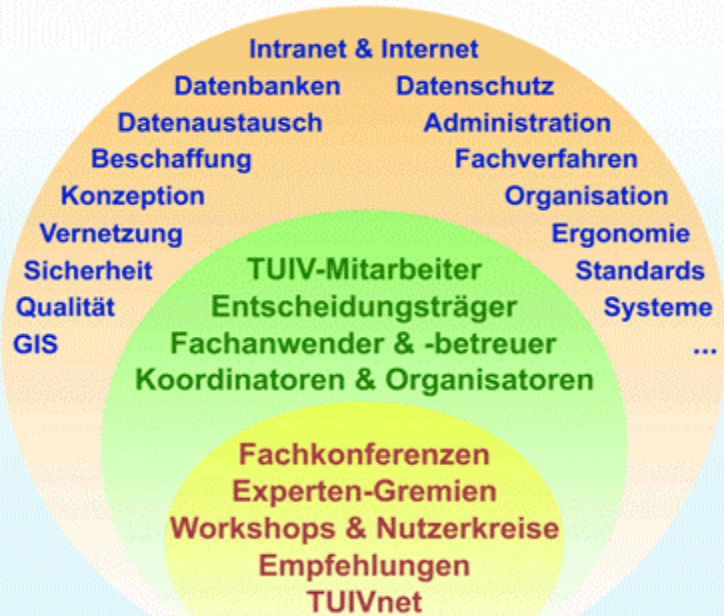 Intranet & Internet
Datenbanken Datenschutz
Datenaustausch Administration
Beschaffung Fachverfahren
Konzeption Organisation
Vernetzung Ergonomie
Sicherheit TUIV-Mitarbeiter Standards
Qualität Entscheidungsträger Systeme
GIS Fachanwender & -betreuer ...
Koordinatoren & Organisatoren
Fachkonferenzen
Experten-Gremien
Workshops & Nutzerkreise
Empfehlungen
TUIVnet